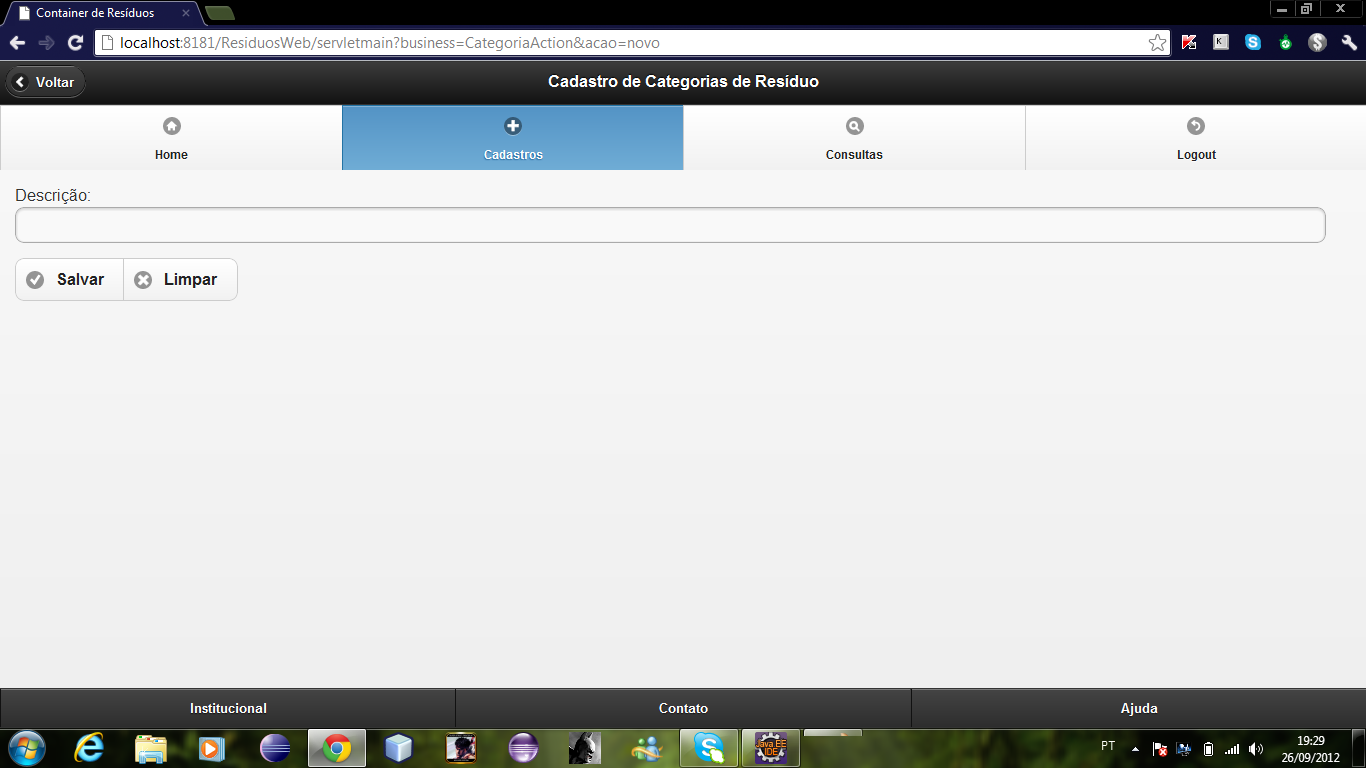 Container de Resíduos
localhost:8181/ResiduosWeb/servletmain?business=CategoriaAction&acao=novo
Voltar
Cadastro de Categorias de Resíduo
Home
Cadastros
Consultas
Logout
Descrição:
Salvar
Limpar
Institucional
Contato
Ajuda
Java EE
IDE
PT
19:29
26/09/2012